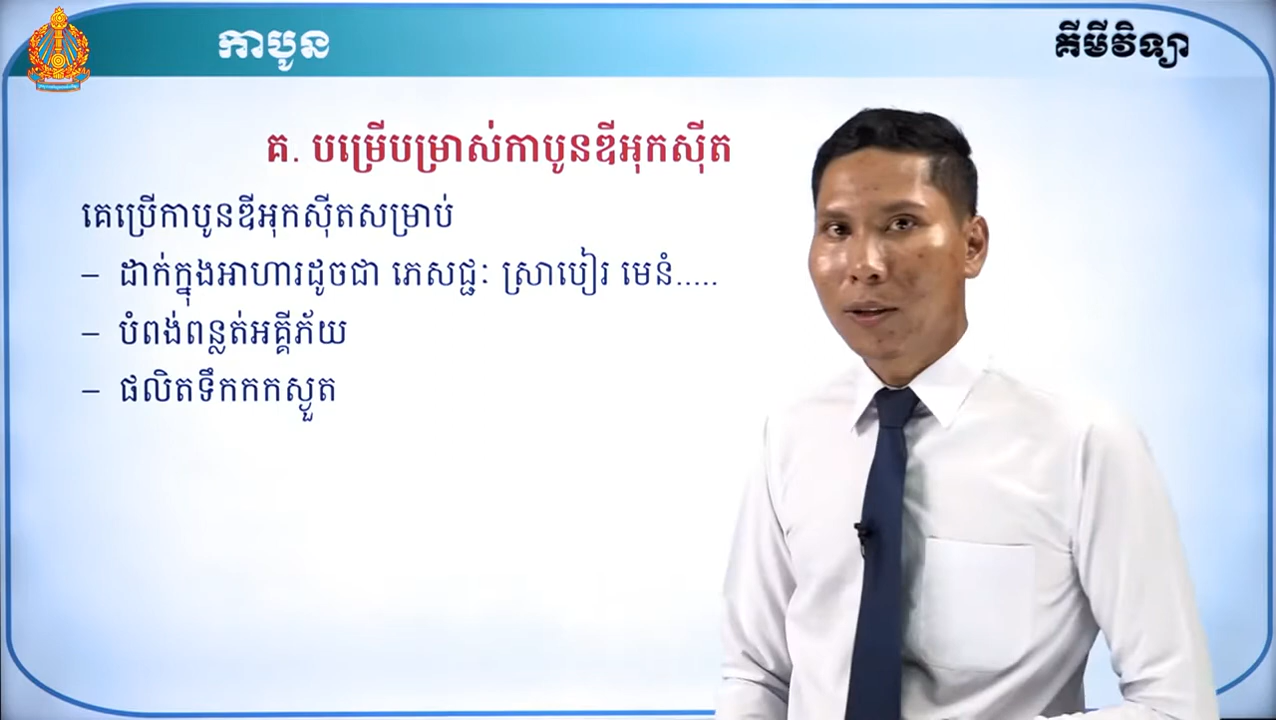 កាបូន
គីមីវិទ្យា
គ. បម្រើបម្រាស់កាបូនឌីអុកស៊ីត
គេប្រើកាបូនឌីអុកស៊ីតសម្រាប់
– ដាក់ក្នុងអាហារដូចជា ភេសជ្ជៈ ស្រាបៀរ មេនំ.....
– បំពង់ពន្លត់អគ្គីភ័យ
– ផលិតទឹកកកស្ងួត